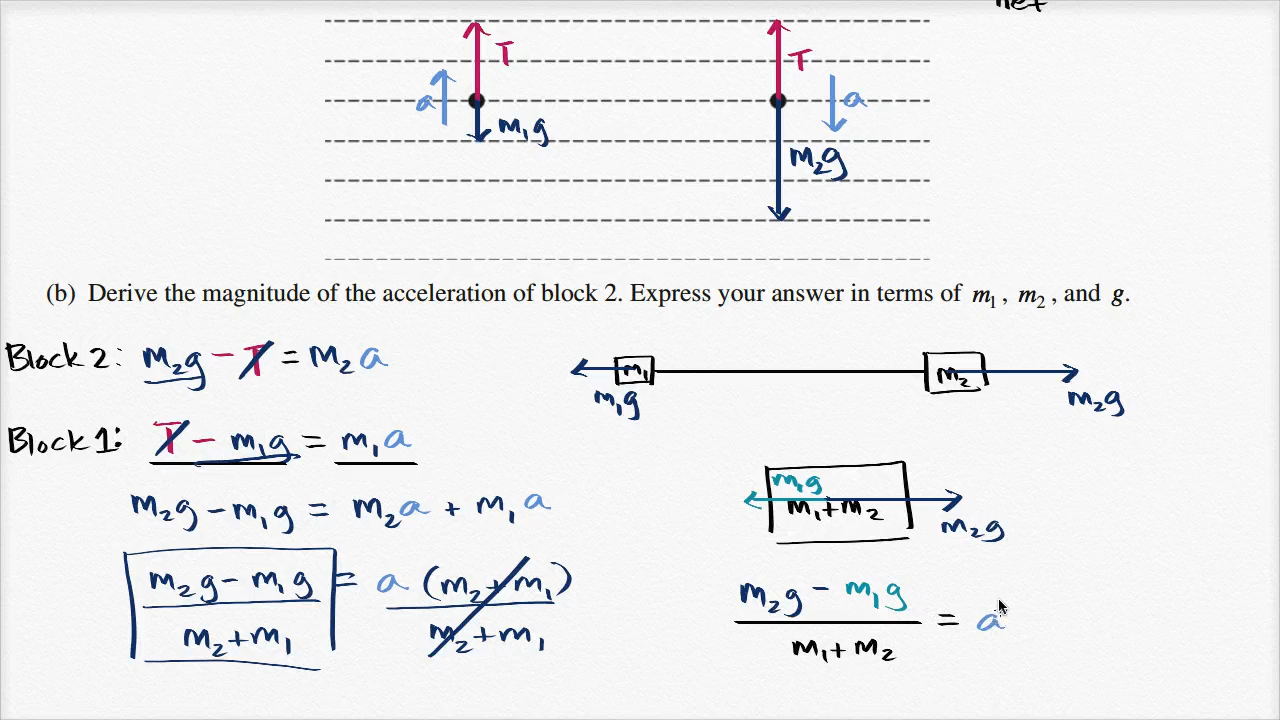 net
T
T
a
a
m₁g
m₂g
(b) Derive the magnitude of the acceleration of block 2. Express your answer in terms of m₁, m₂, and g.
Block 2: m₂g − T = m₂a
m₁
m₂
m₁g
m₂g
Block 1: T − m₁g = m₁a
m₁g
m₁+m₂
m₂g
m₂g − m₁g = m₂a + m₁a
m₂g − m₁g = a (m₂+m₁)
m₂+m₁
m₂+m₁
m₂g − m₁g = a
m₁+m₂